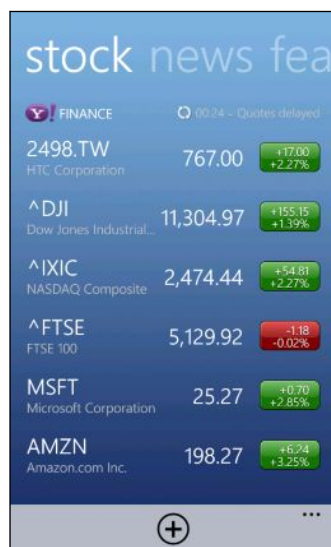 stock news fea
Y! FINANCE 00:24 – Quotes delayed
2498.TW 767.00 +17.00
HTC Corporation +2.27%
^DJI 11,304.97 +155.15
Dow Jones Industrial... +1.39%
^IXIC 2,474.44 +54.81
NASDAQ Composite +2.27%
^FTSE 5,129.92 -1.18
FTSE 100 -0.02%
MSFT 25.27 +0.70
Microsoft Corporation +2.85%
AMZN 198.27 +6.24
Amazon.com Inc. +3.25%